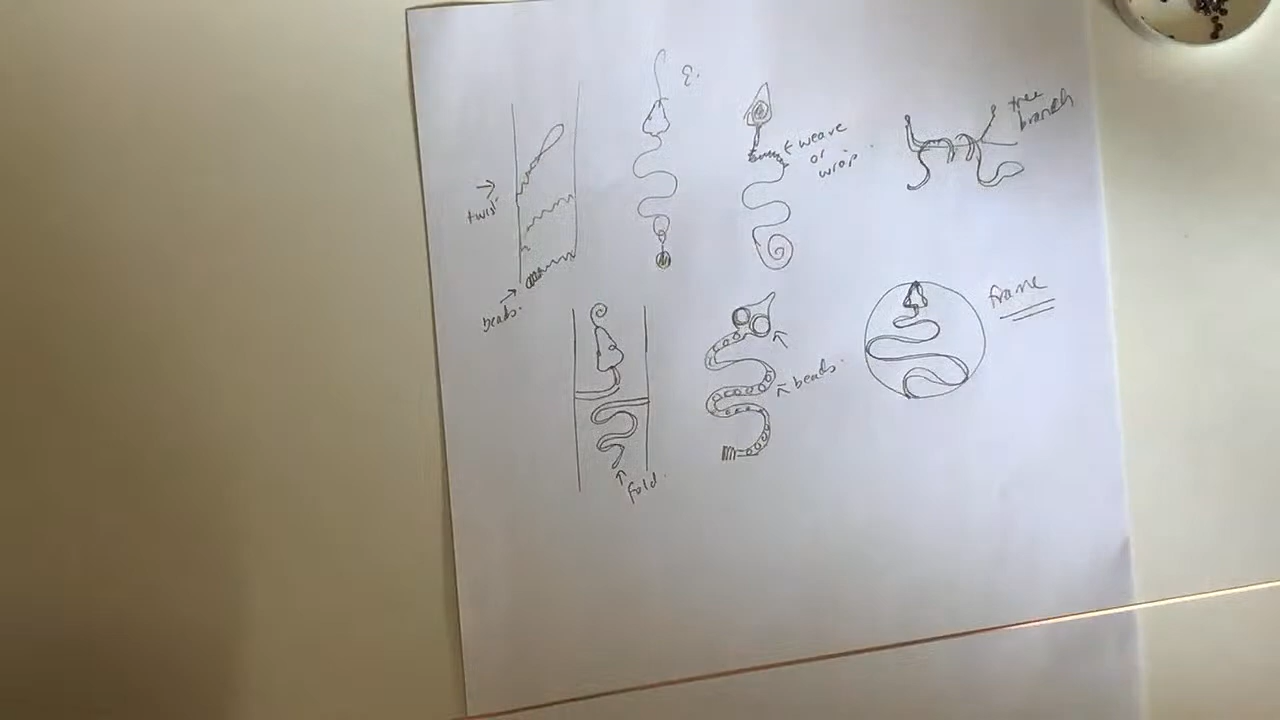 twist
weave
or
wrap.
tree
branch
beads.
fold.
beads.
frame